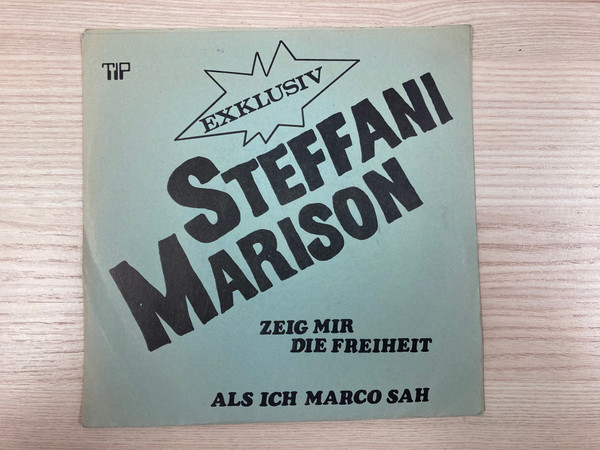 TIP
EXKLUSIV
STEFFANI
MARISON
ZEIG MIR
DIE FREIHEIT
ALS ICH MARCO SAH